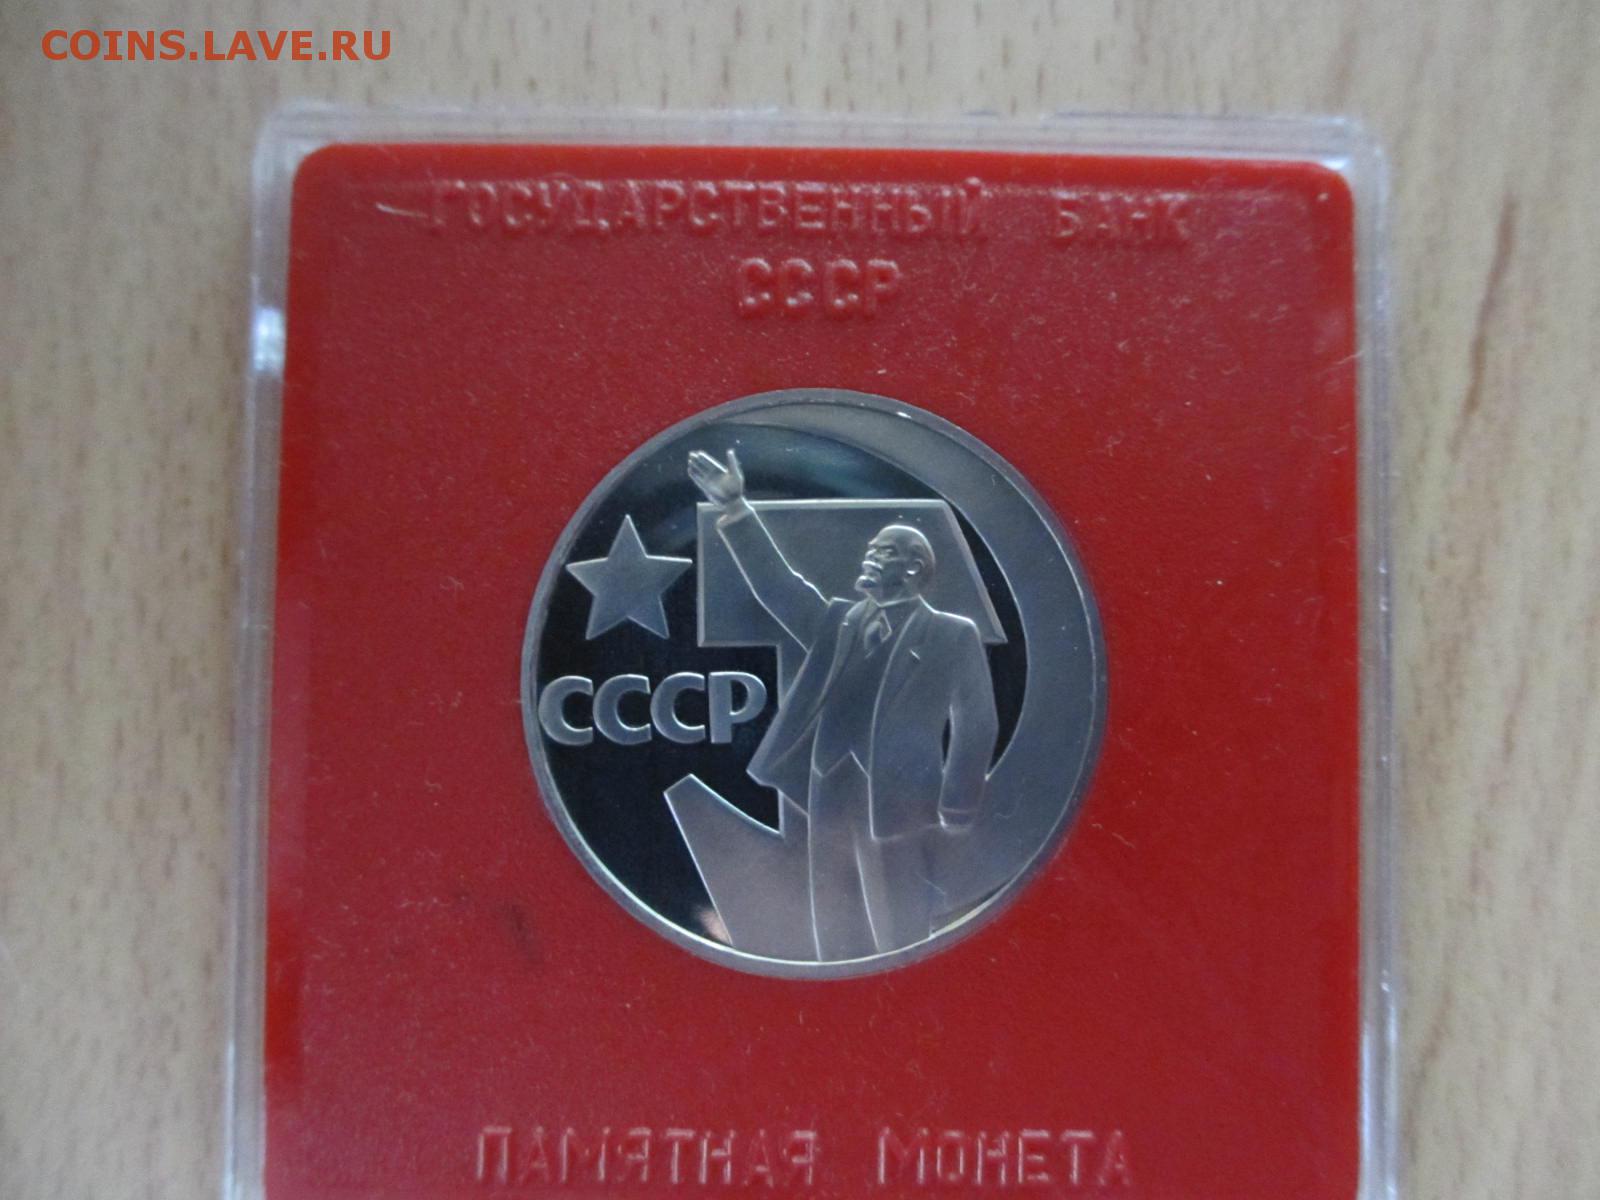 COINS.LAVE.RU
ГОСУДАРСТВЕННЫЙ БАНК
СССР
СССР
ПАМЯТНАЯ МОНЕТА